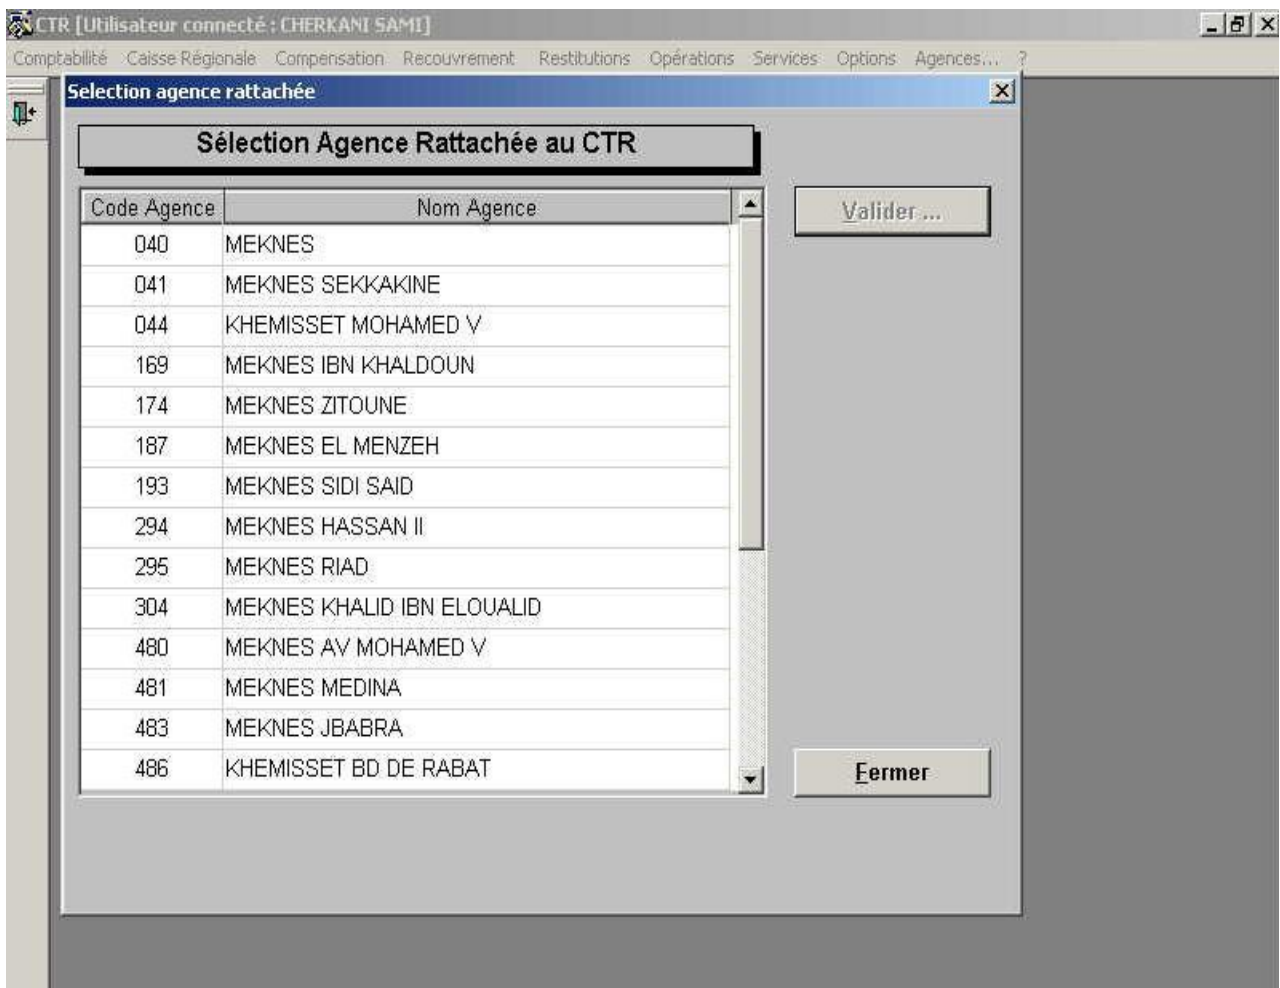 CTR [Utilisateur connecté : CHERKANI SAMI]
Comptabilité Caisse Régionale Compensation Recouvrement Restitutions Opérations Services Options Agences... ?
Selection agence rattachée
Sélection Agence Rattachée au CTR
Code Agence Nom Agence
Valider ...
040 MEKNES
041 MEKNES SEKKAKINE
044 KHEMISSET MOHAMED V
169 MEKNES IBN KHALDOUN
174 MEKNES ZITOUNE
187 MEKNES EL MENZEH
193 MEKNES SIDI SAID
294 MEKNES HASSAN II
295 MEKNES RIAD
304 MEKNES KHALID IBN ELOUALID
480 MEKNES AV MOHAMED V
481 MEKNES MEDINA
483 MEKNES JBABRA
486 KHEMISSET BD DE RABAT
Fermer